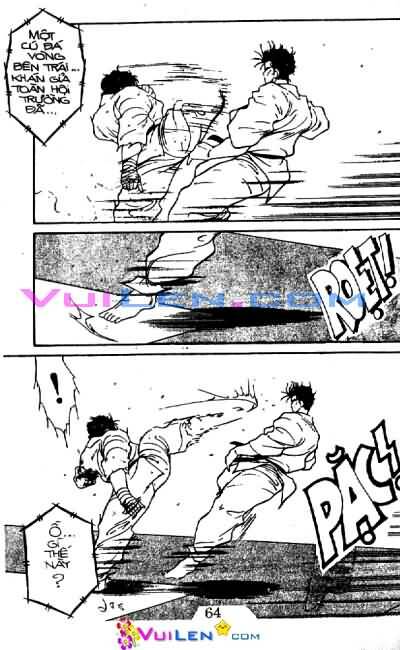 MỘT
CÚ ĐÁ
VÒNG
BÊN TRÁI...
KHÁN GIẢ
TOÀN HỘI
TRƯỜNG
ĐÃ....
ROẸT!
VUILEN.COM
!
PẶC!
Ố...
GÌ
THẾ
NÀY
?
64
VUILEN.COM